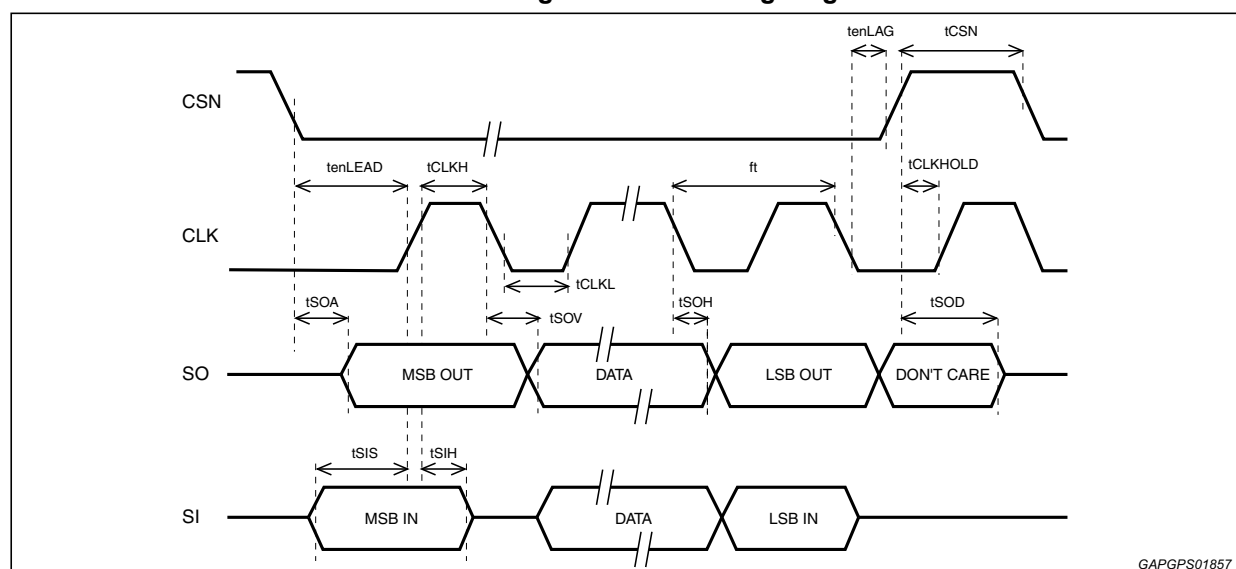 tenLAG tCSN
CSN
tenLEAD tCLKH ft tCLKHOLD
CLK
tCLKL
tSOA tSOV tSOH tSOD
SO MSB OUT DATA LSB OUT DON'T CARE
tSIS tSIH
SI MSB IN DATA LSB IN
GAPGPS01857